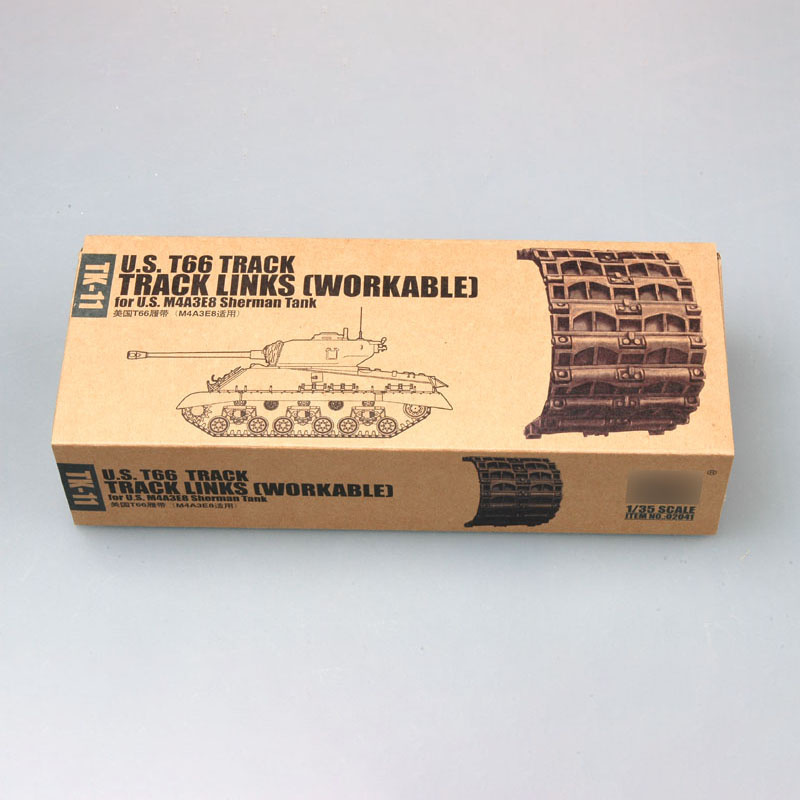 TK-11
U.S. T66 TRACK
TRACK LINKS (WORKABLE)
for U.S. M4A3E8 Sherman Tank
美国T66履带（M4A3E8适用）
TK-11
U.S. T66 TRACK
TRACK LINKS (WORKABLE)
for U.S. M4A3E8 Sherman Tank
美国T66履带（M4A3E8适用）
®
1/35 SCALE
ITEM NO.:02041